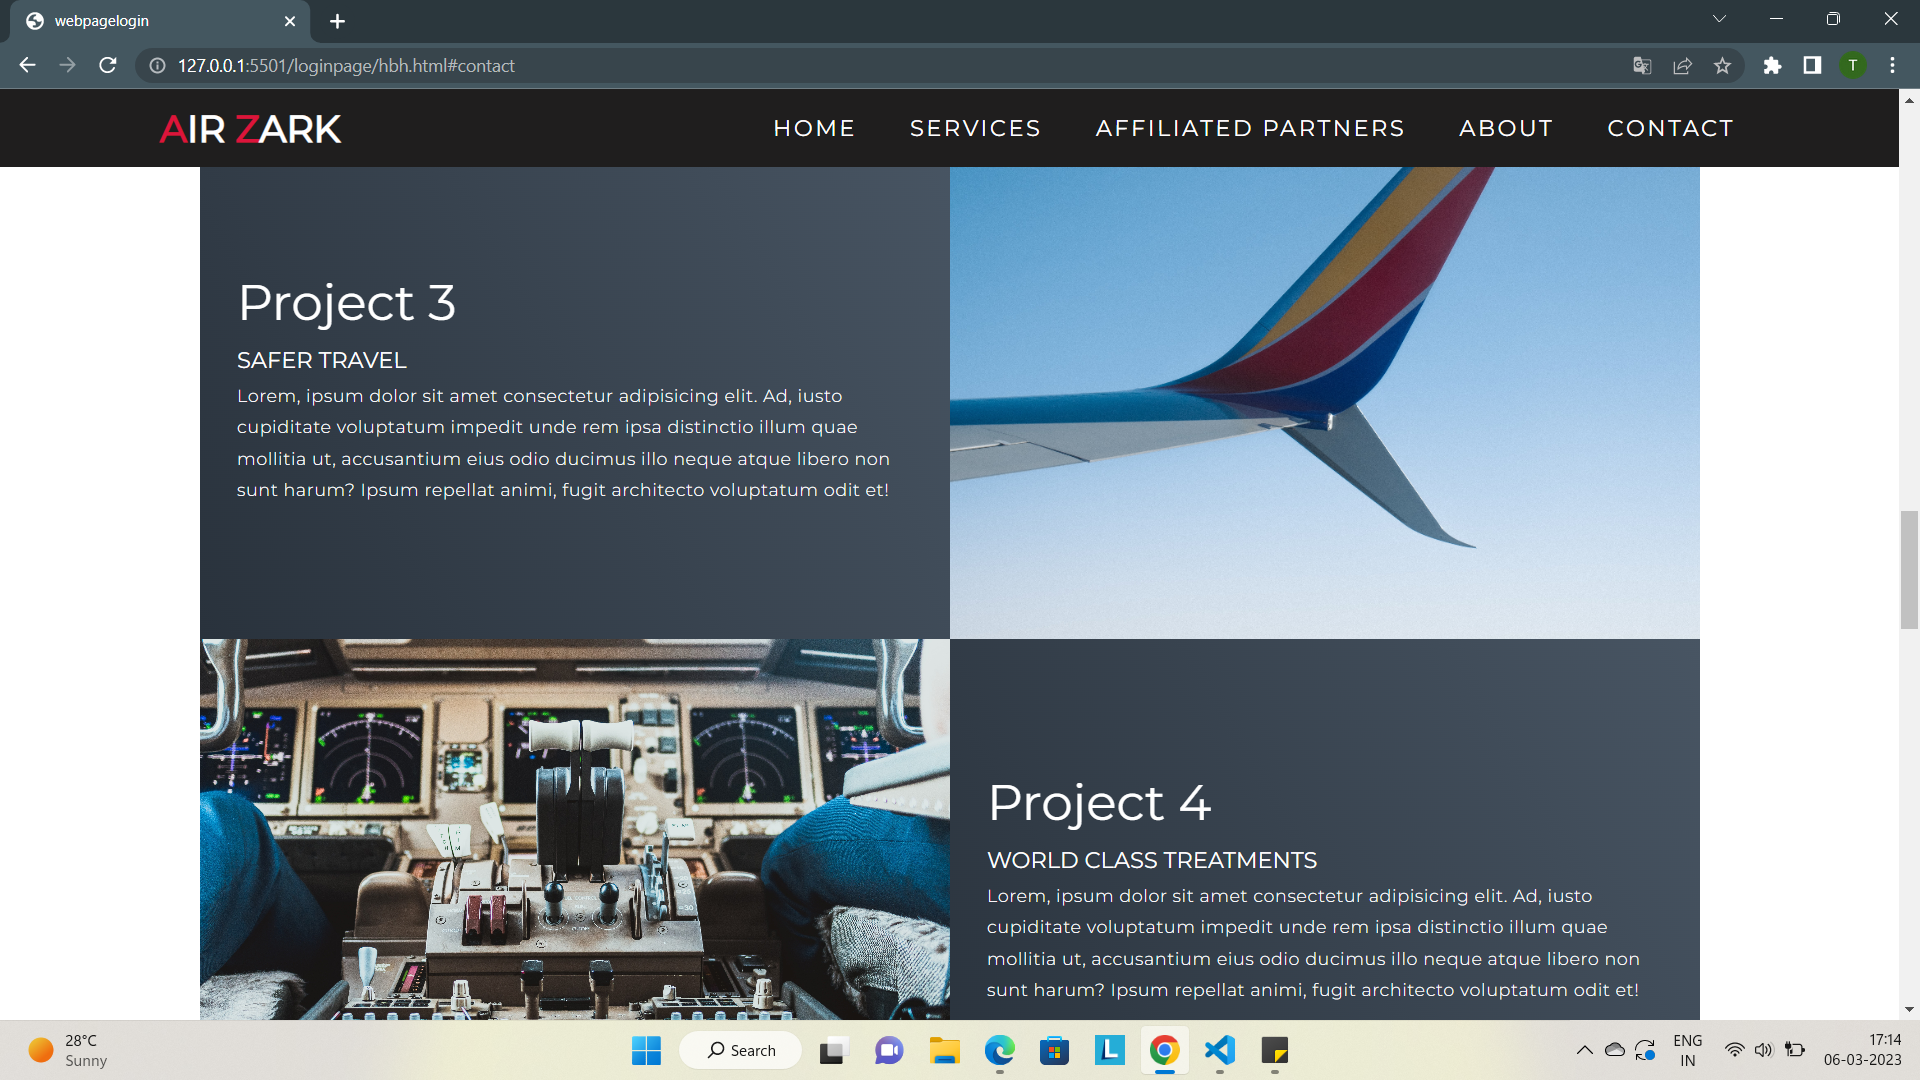 webpagelogin
127.0.0.1:5501/loginpage/hbh.html#contact
T
AIR ZARK
HOME SERVICES AFFILIATED PARTNERS ABOUT CONTACT
Project 3
SAFER TRAVEL
Lorem, ipsum dolor sit amet consectetur adipisicing elit. Ad, iusto
cupiditate voluptatum impedit unde rem ipsa distinctio illum quae
mollitia ut, accusantium eius odio ducimus illo neque atque libero non
sunt harum? Ipsum repellat animi, fugit architecto voluptatum odit et!
Project 4
WORLD CLASS TREATMENTS
Lorem, ipsum dolor sit amet consectetur adipisicing elit. Ad, iusto
cupiditate voluptatum impedit unde rem ipsa distinctio illum quae
mollitia ut, accusantium eius odio ducimus illo neque atque libero non
sunt harum? Ipsum repellat animi, fugit architecto voluptatum odit et!
28°C
Sunny
Search
L
ENG
IN
17:14
06-03-2023